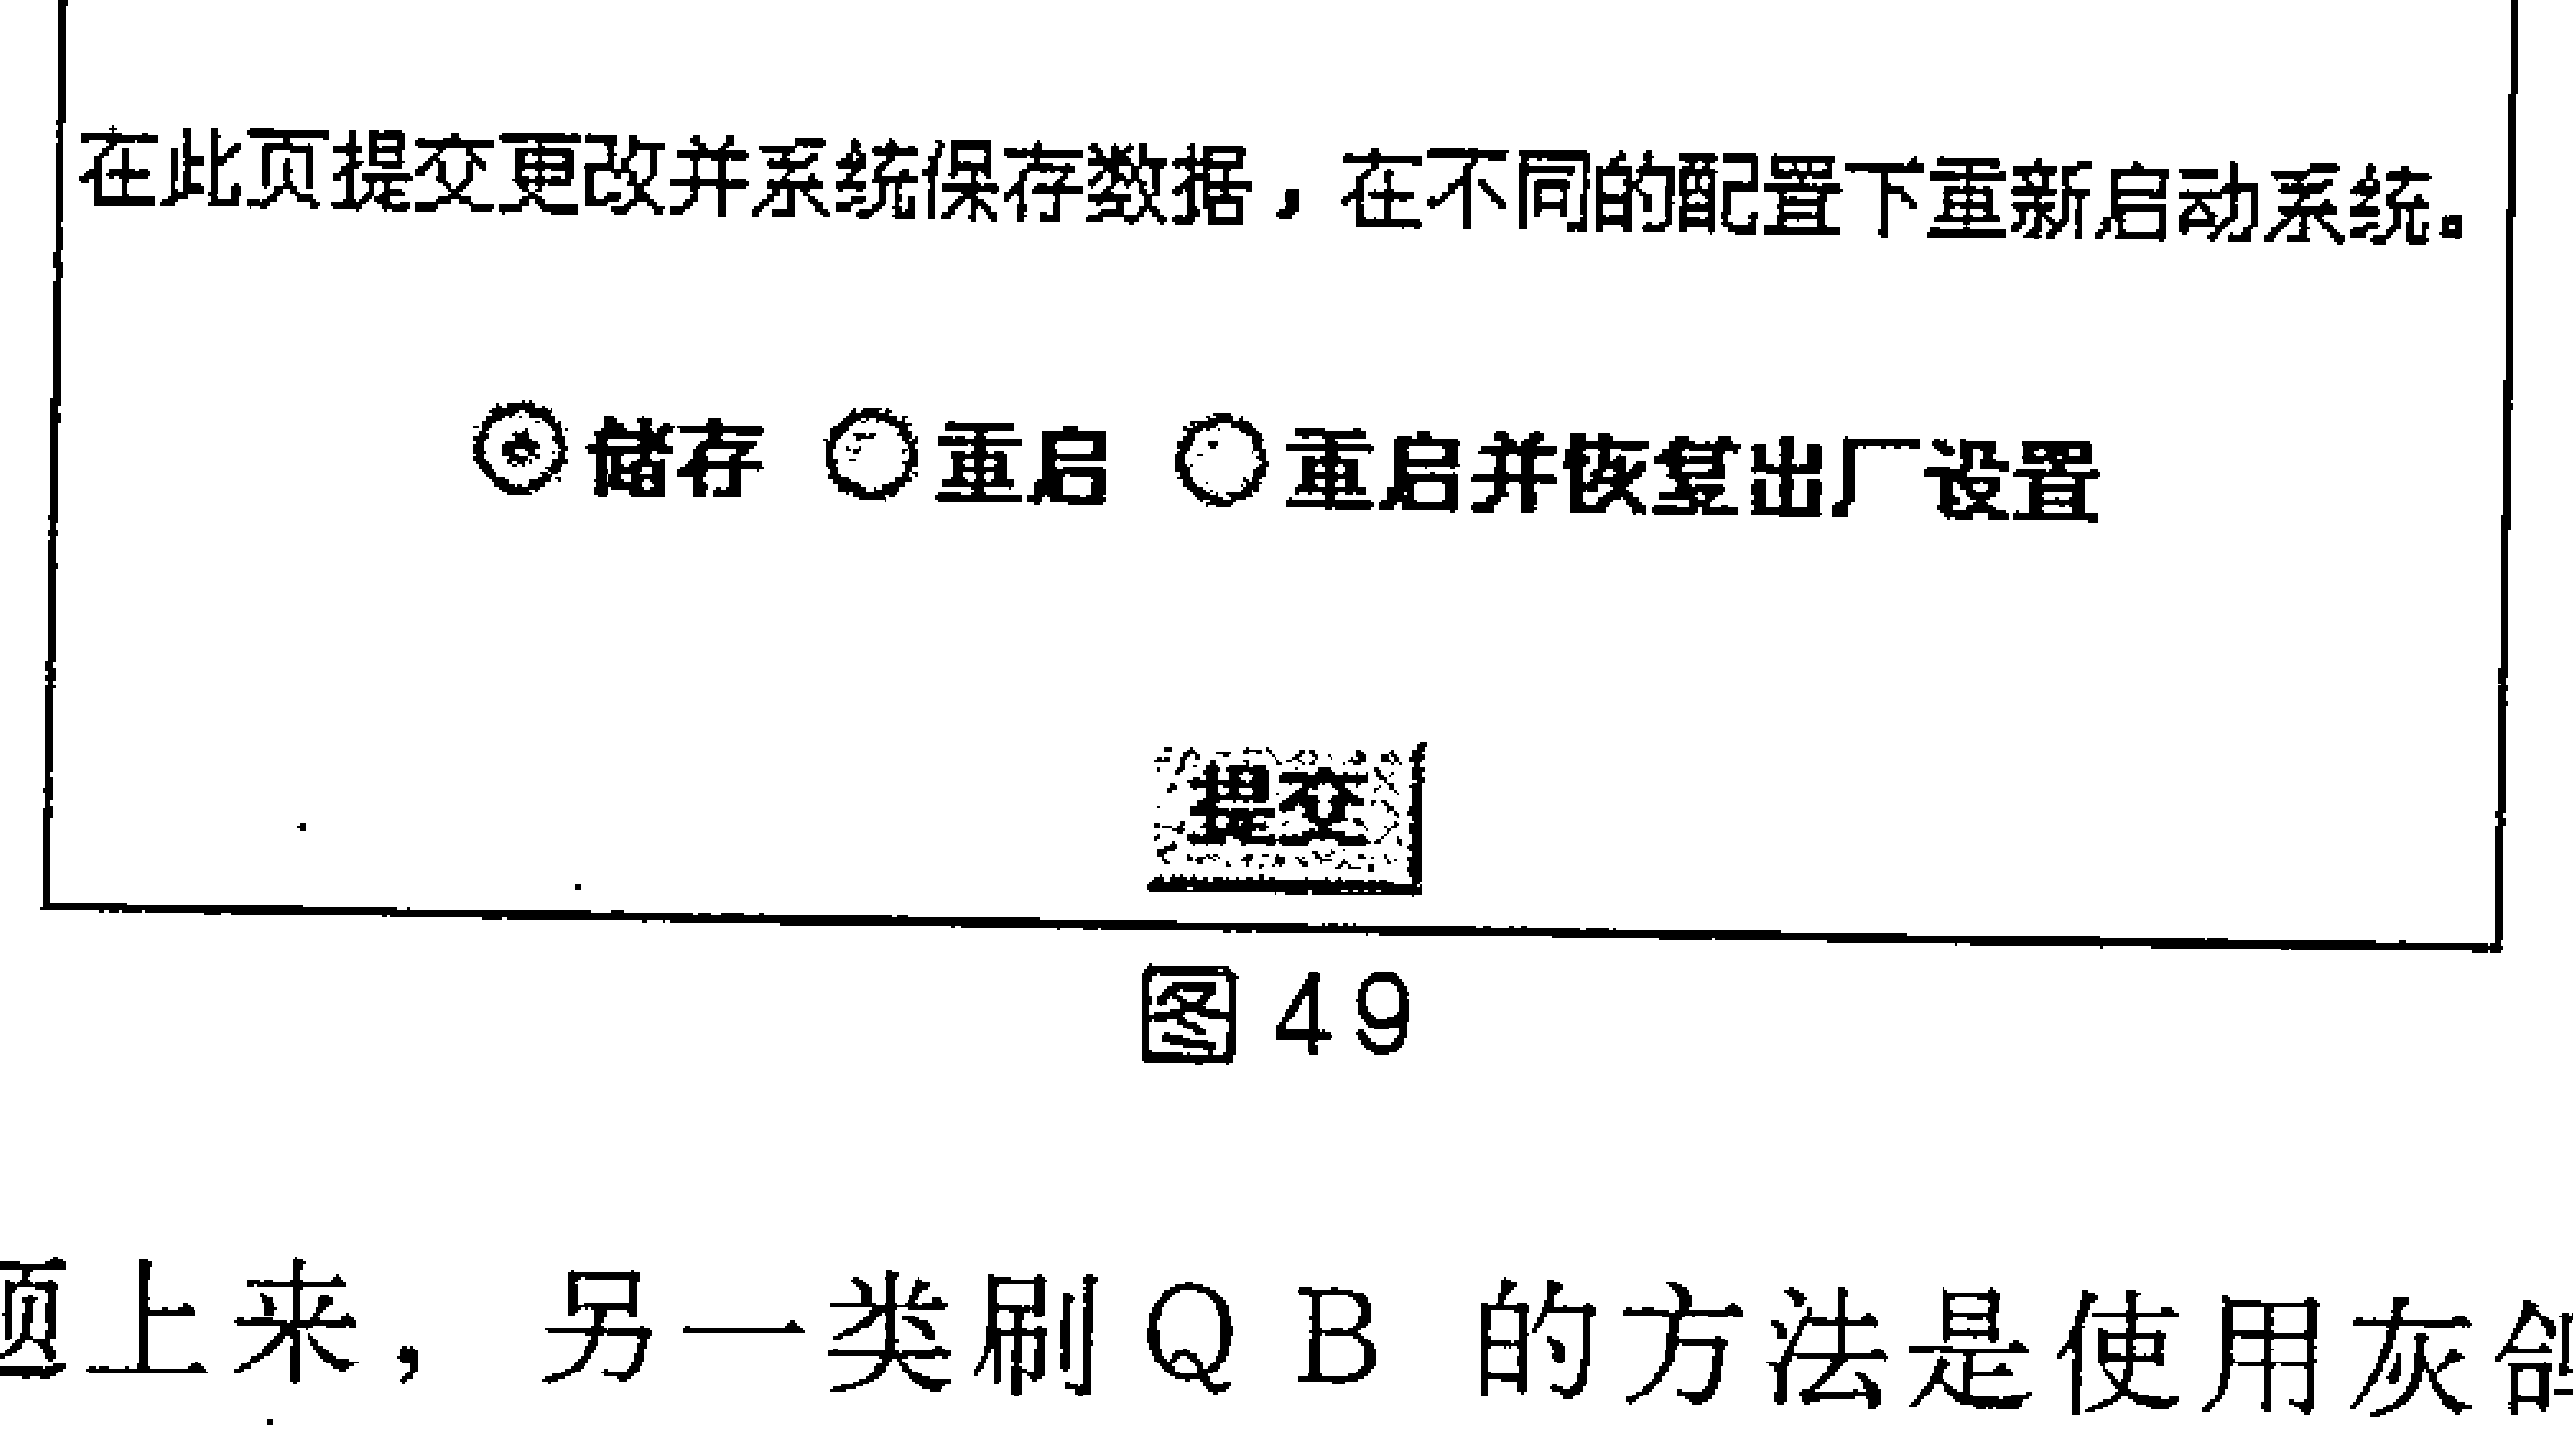 在此页提交更改并系统保存数据，在不同的配置下重新启动系统。
储存 重启 重启并恢复出厂设置
提交
图 49
题上来，另一类刷QB 的方法是使用灰鸽